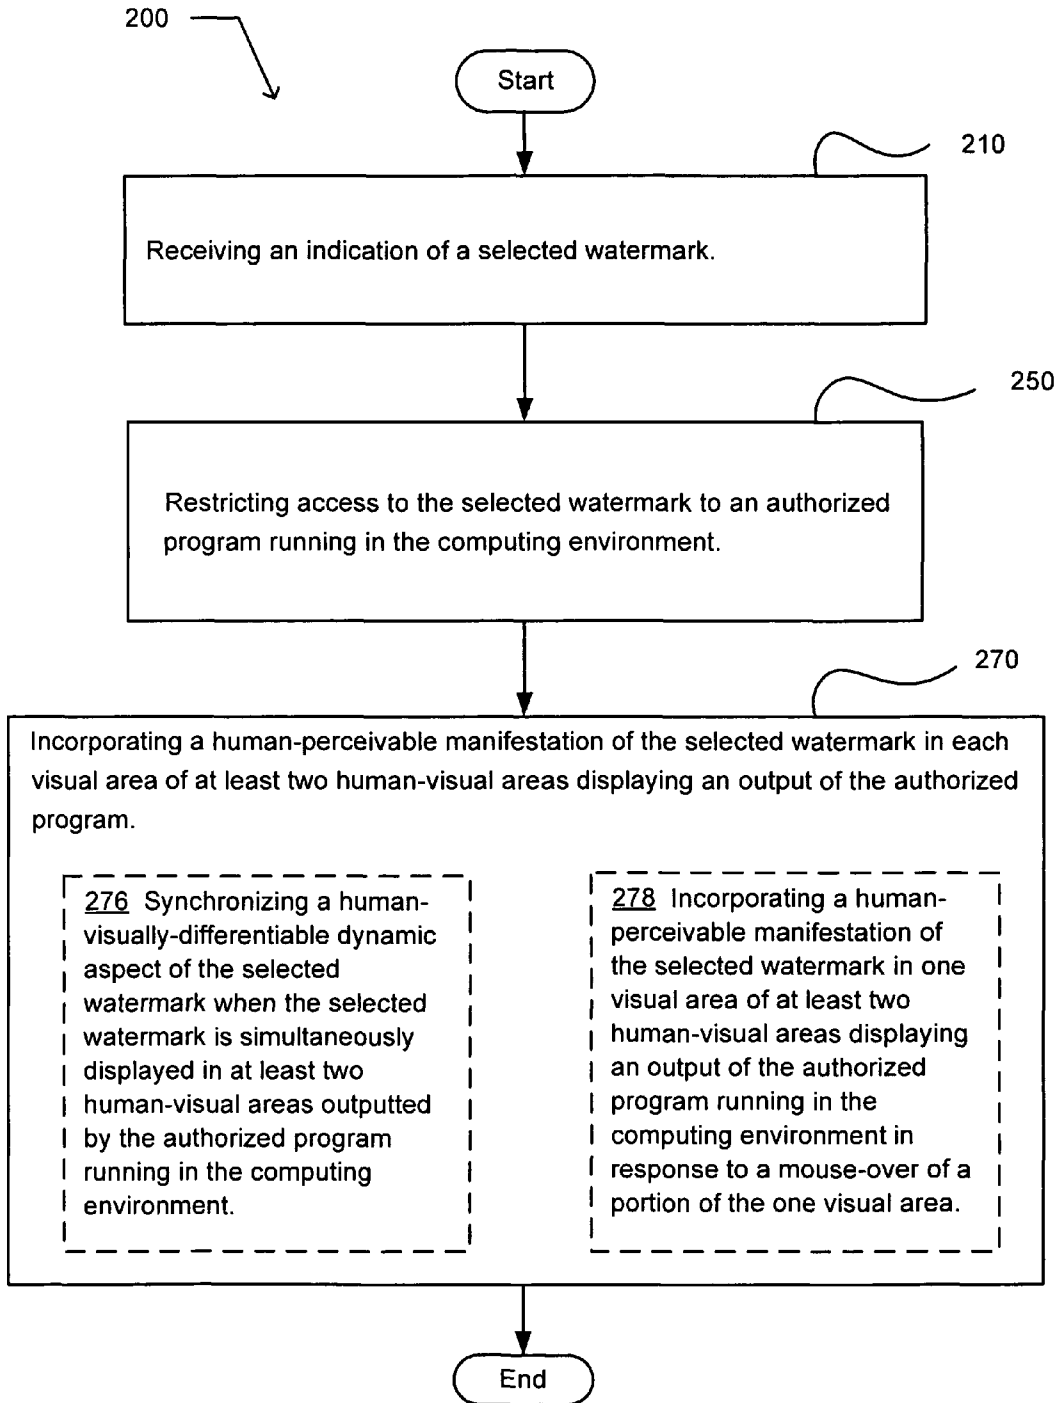 200
Start
210
Receiving an indication of a selected watermark.
250
Restricting access to the selected watermark to an authorized
program running in the computing environment.
270
Incorporating a human-perceivable manifestation of the selected watermark in each
visual area of at least two human-visual areas displaying an output of the authorized
program.
276 Synchronizing a human-
visually-differentiable dynamic
aspect of the selected
watermark when the selected
watermark is simultaneously
displayed in at least two
human-visual areas outputted
by the authorized program
running in the computing
environment.
278 Incorporating a human-
perceivable manifestation of
the selected watermark in one
visual area of at least two
human-visual areas displaying
an output of the authorized
program running in the
computing environment in
response to a mouse-over of a
portion of the one visual area.
End